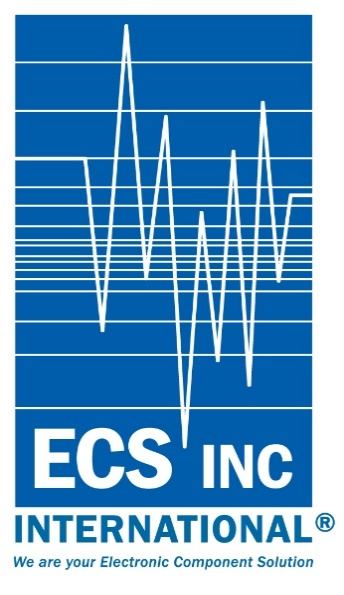 ECS INC
INTERNATIONAL®
We are your Electronic Component Solution